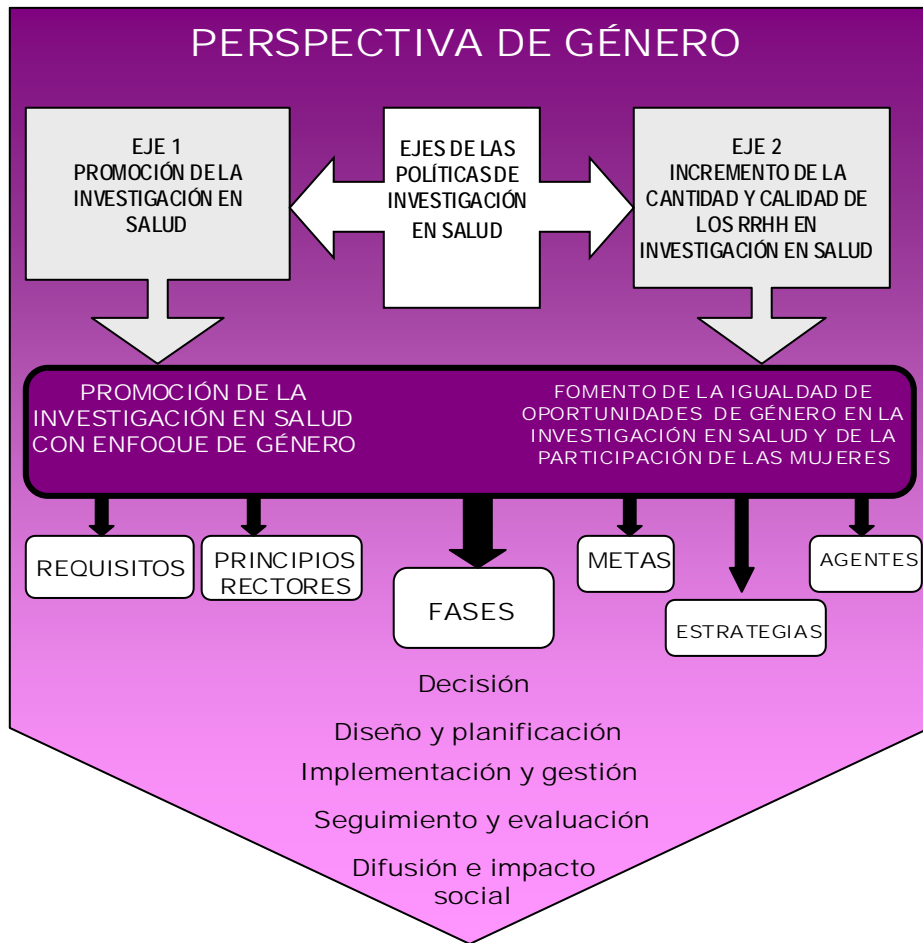 PERSPECTIVA DE GÉNERO
EJE 1
PROMOCIÓN DE LA
INVESTIGACIÓN EN
SALUD
EJES DE LAS
POLÍTICAS DE
INVESTIGACIÓN
EN SALUD
EJE 2
INCREMENTO DE LA
CANTIDAD Y CALIDAD DE
LOS RRHH EN
INVESTIGACIÓN EN SALUD
PROMOCIÓN DE LA
INVESTIGACIÓN EN SALUD
CON ENFOQUE DE GÉNERO
FOMENTO DE LA IGUALDAD DE
OPORTUNIDADES DE GÉNERO EN LA
INVESTIGACIÓN EN SALUD Y DE LA
PARTICIPACIÓN DE LAS MUJERES
REQUISITOS
PRINCIPIOS
RECTORES
FASES
METAS
ESTRATEGIAS
AGENTES
Decisión
Diseño y planificación
Implementación y gestión
Seguimiento y evaluación
Difusión e impacto
social